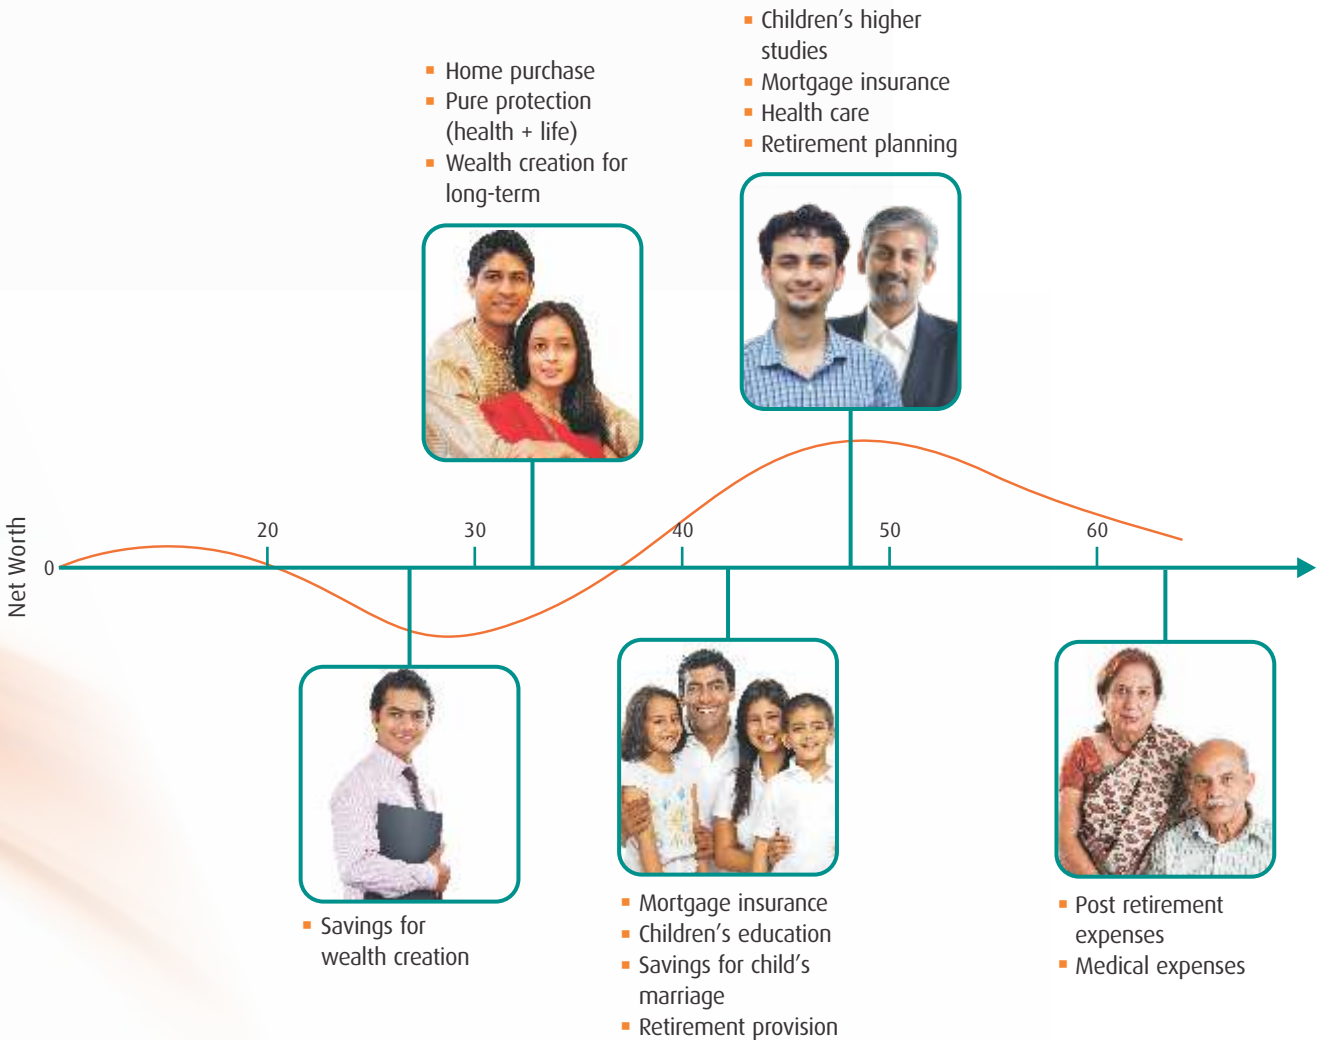 Children's higher
studies
Mortgage insurance
Health care
Retirement planning
Home purchase
Pure protection
(health + life)
Wealth creation for
long-term
Net Worth
0
20
30
40
50
60
Savings for
wealth creation
Mortgage insurance
Children's education
Savings for child's
marriage
Retirement provision
Post retirement
expenses
Medical expenses